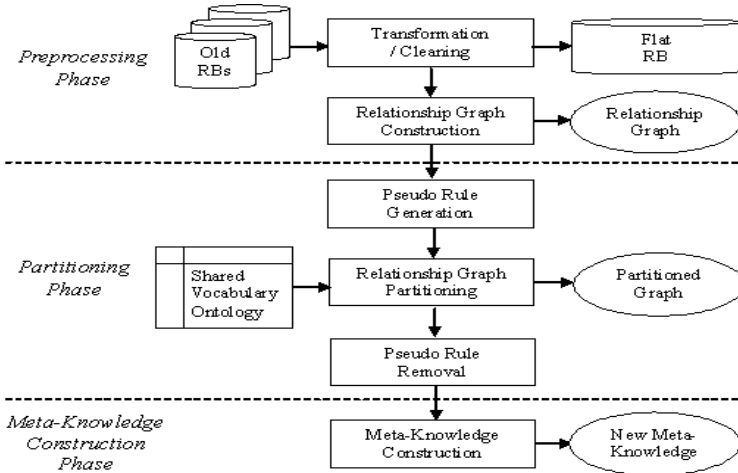 Preprocessing
Phase
Old
RBs
Transformation
/ Cleaning
Flat
RB
Relationship Graph
Construction
Relationship
Graph
Pseudo Rule
Generation
Partitioning
Phase
Shared
Vocabulary
Ontology
Relationship Graph
Partitioning
Partitioned
Graph
Pseudo Rule
Removal
Meta-Knowledge
Construction
Phase
Meta-Knowledge
Construction
New Meta-
Knowledge